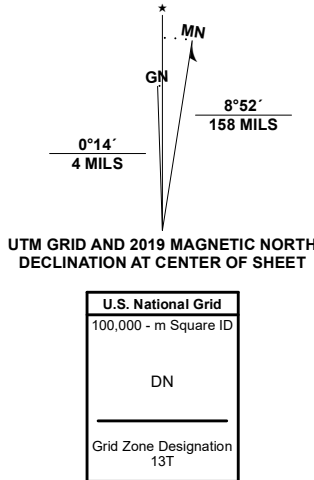 ★
MN
GN
8°52´
158 MILS
0°14´
4 MILS
UTM GRID AND 2019 MAGNETIC NORTH
DECLINATION AT CENTER OF SHEET
U.S. National Grid
100,000 - m Square ID
DN
Grid Zone Designation
13T